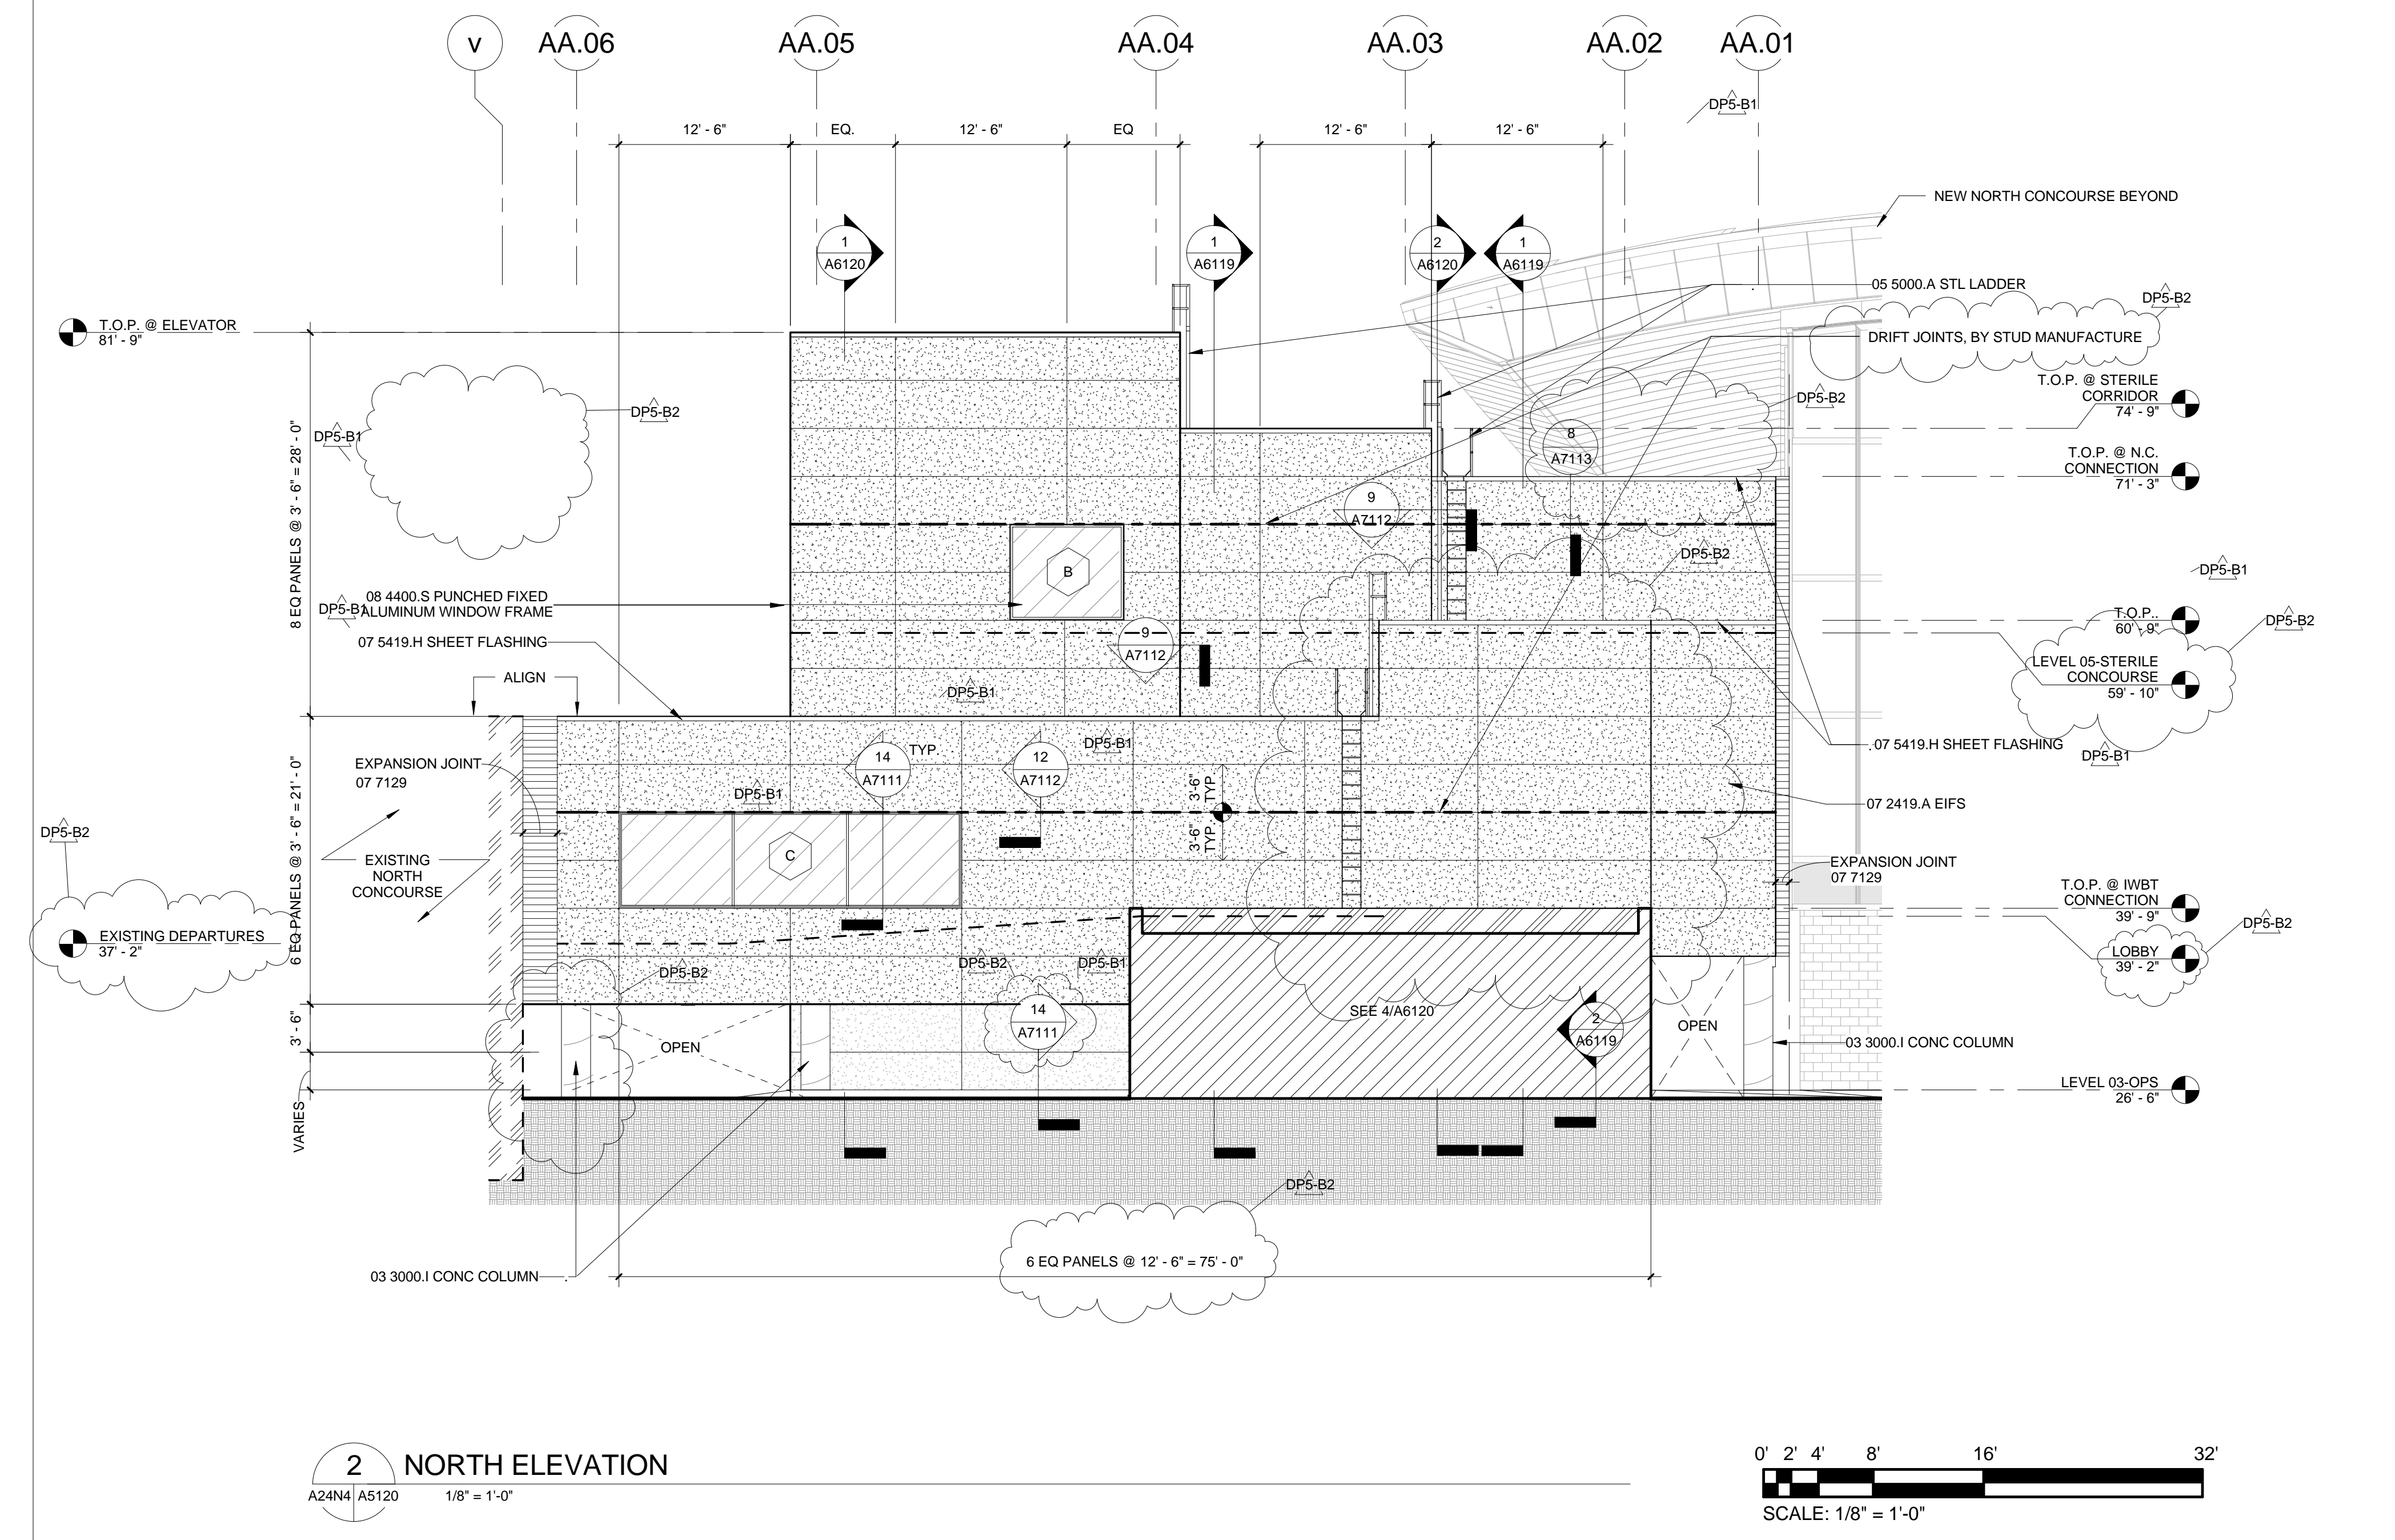 V
AA.06
AA.05
AA.04
AA.03
AA.02
AA.01
DP5-B1
12' - 6"
EQ.
12' - 6"
EQ
12' - 6"
12' - 6"
NEW NORTH CONCOURSE BEYOND
1
A6120
1
A6119
2
A6120
1
A6119
05 5000.A STL LADDER
DP5-B2
T.O.P. @ ELEVATOR
81' - 9"
DRIFT JOINTS, BY STUD MANUFACTURE
T.O.P. @ STERILE
CORRIDOR
74' - 9"
DP5-B2
DP5-B2
DP5-B1
8
A7113
T.O.P. @ N.C.
CONNECTION
71' - 3"
8 EQ PANELS @ 3' - 6" = 28' - 0"
9
A7112
DP5-B2
B
DP5-B1
08 4400.S PUNCHED FIXED
ALUMINUM WINDOW FRAME
DP5-B1
T.O.P..
60' - 9"
DP5-B2
07 5419.H SHEET FLASHING
9
A7112
LEVEL 05-STERILE
CONCOURSE
59' - 10"
ALIGN
DP5-B1
07 5419.H SHEET FLASHING
DP5-B1
14
A7111
TYP.
12
A7112
DP5-B1
EXPANSION JOINT
07 7129
DP5-B1
3'-6"
TYP
3'-6"
TYP
07 2419.A EIFS
6 EQ PANELS @ 3' - 6" = 21' - 0"
DP5-B2
EXISTING
NORTH
CONCOURSE
C
EXPANSION JOINT
07 7129
T.O.P. @ IWBT
CONNECTION
39' - 9"
DP5-B2
EXISTING DEPARTURES
37' - 2"
LOBBY
39' - 2"
DP5-B2
DP5-B2
DP5-B1
14
A7111
SEE 4/A6120
2
A6119
OPEN
OPEN
3' - 6"
03 3000.I CONC COLUMN
LEVEL 03-OPS
26' - 6"
VARIES
DP5-B2
6 EQ PANELS @ 12' - 6" = 75' - 0"
03 3000.I CONC COLUMN
2
NORTH ELEVATION
A24N4
A5120
1/8" = 1'-0"
0' 2' 4' 8' 16' 32'
SCALE: 1/8" = 1'-0"